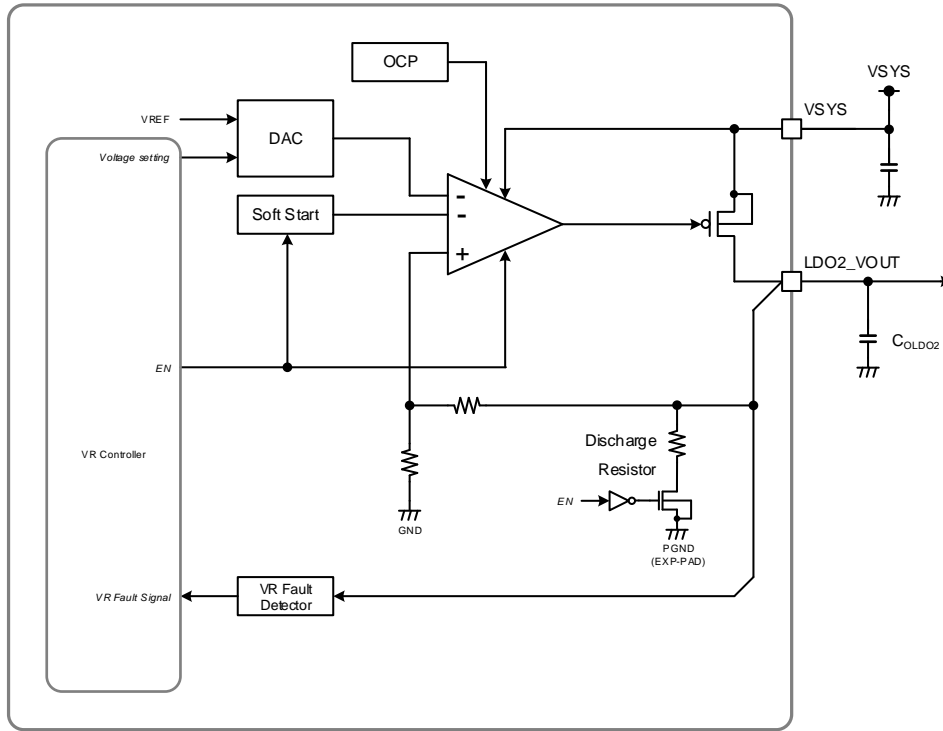 OCP
VSYS
VSYS
VREF
DAC
Voltage setting
-
Soft Start
-
+
LDO2_VOUT
COLDO2
EN
Discharge
Resistor
VR Controller
EN
GND
PGND
(EXP-PAD)
VR Fault Signal
VR Fault
Detector